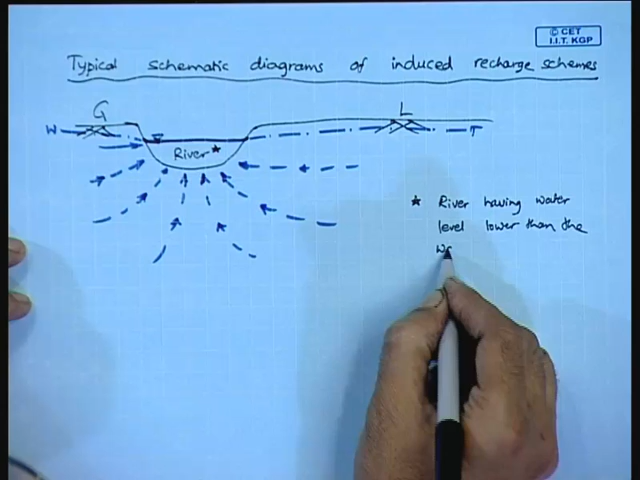 © CET
I.I.T. KGP
Typical schematic diagrams of induced recharge schemes
G L
W T
River*
* River having water
level lower than the